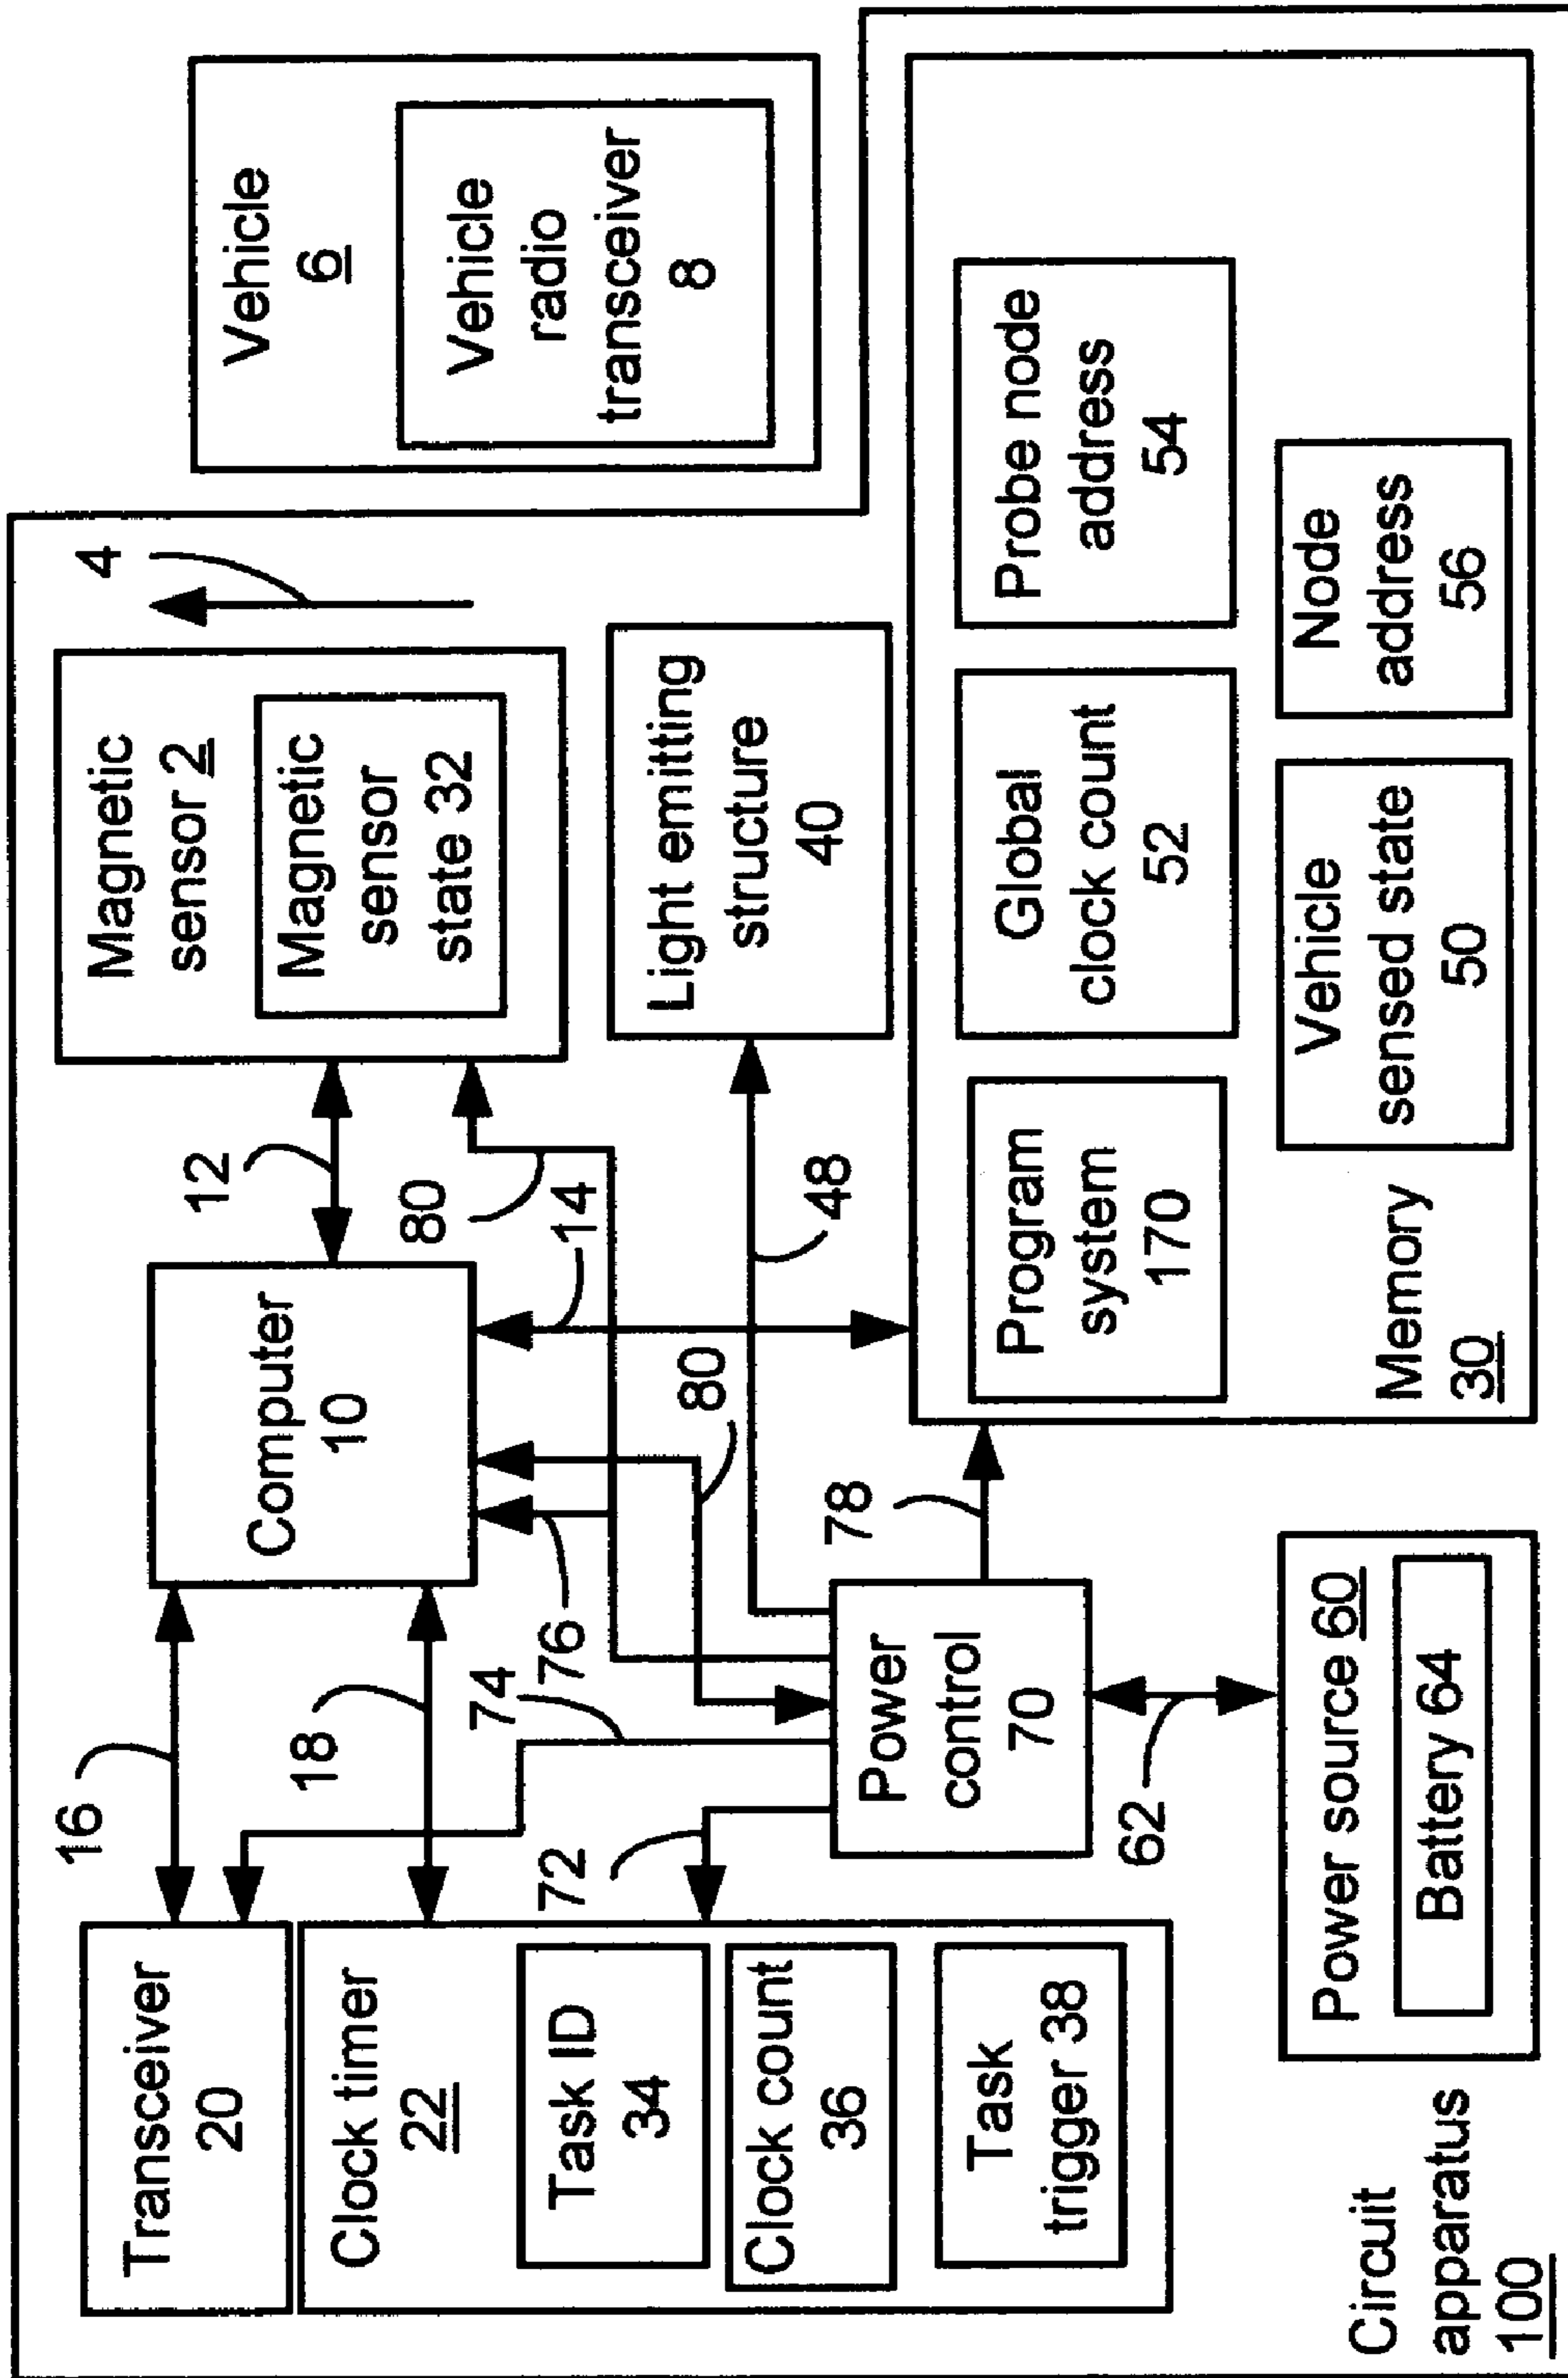 Transceiver
20
16
Clock timer
22
Task ID
34
Clock count
36
Task
trigger 38
18
74
72
76
Computer
10
12
80
14
80
48
Magnetic
sensor 2
Magnetic
sensor
state 32
4
Light emitting
structure
40
Vehicle
6
Vehicle
radio
transceiver
8
Power
control
70
78
62
Power source 60
Battery 64
Program
system
170
Global
clock count
52
Probe node
address
54
Vehicle
sensed state
50
Node
address
56
Memory
30
Circuit
apparatus
100